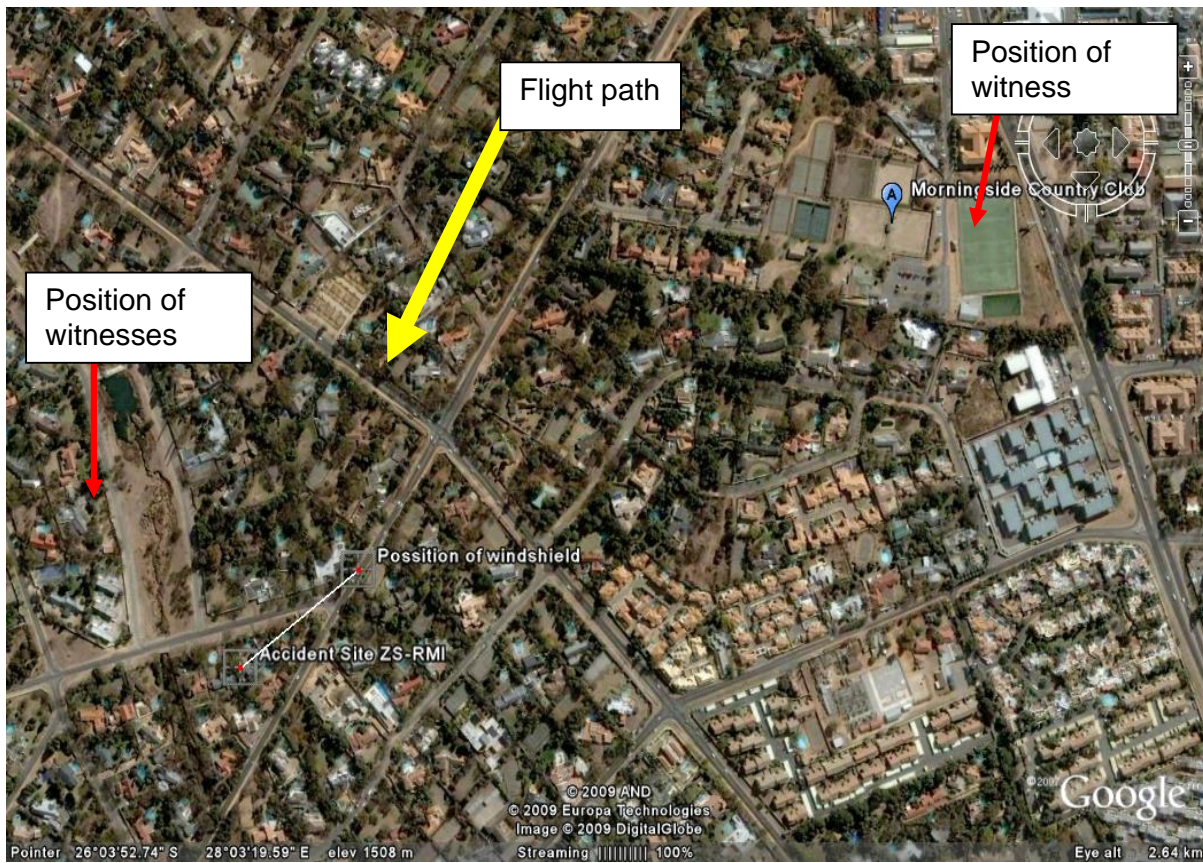 Flight path
Position of
witness
Morningside Country Club
A
Position of
witnesses
Possition of windshield
Accident Site ZS-RMI
© 2009 AND
© 2009 Europa Technologies
Image © 2009 DigitalGlobe
© 2007 Google
Pointer 26°03'52.74" S 28°03'19.59" E elev 1508 m Streaming ||||||||| 100% Eye alt 2.64 km